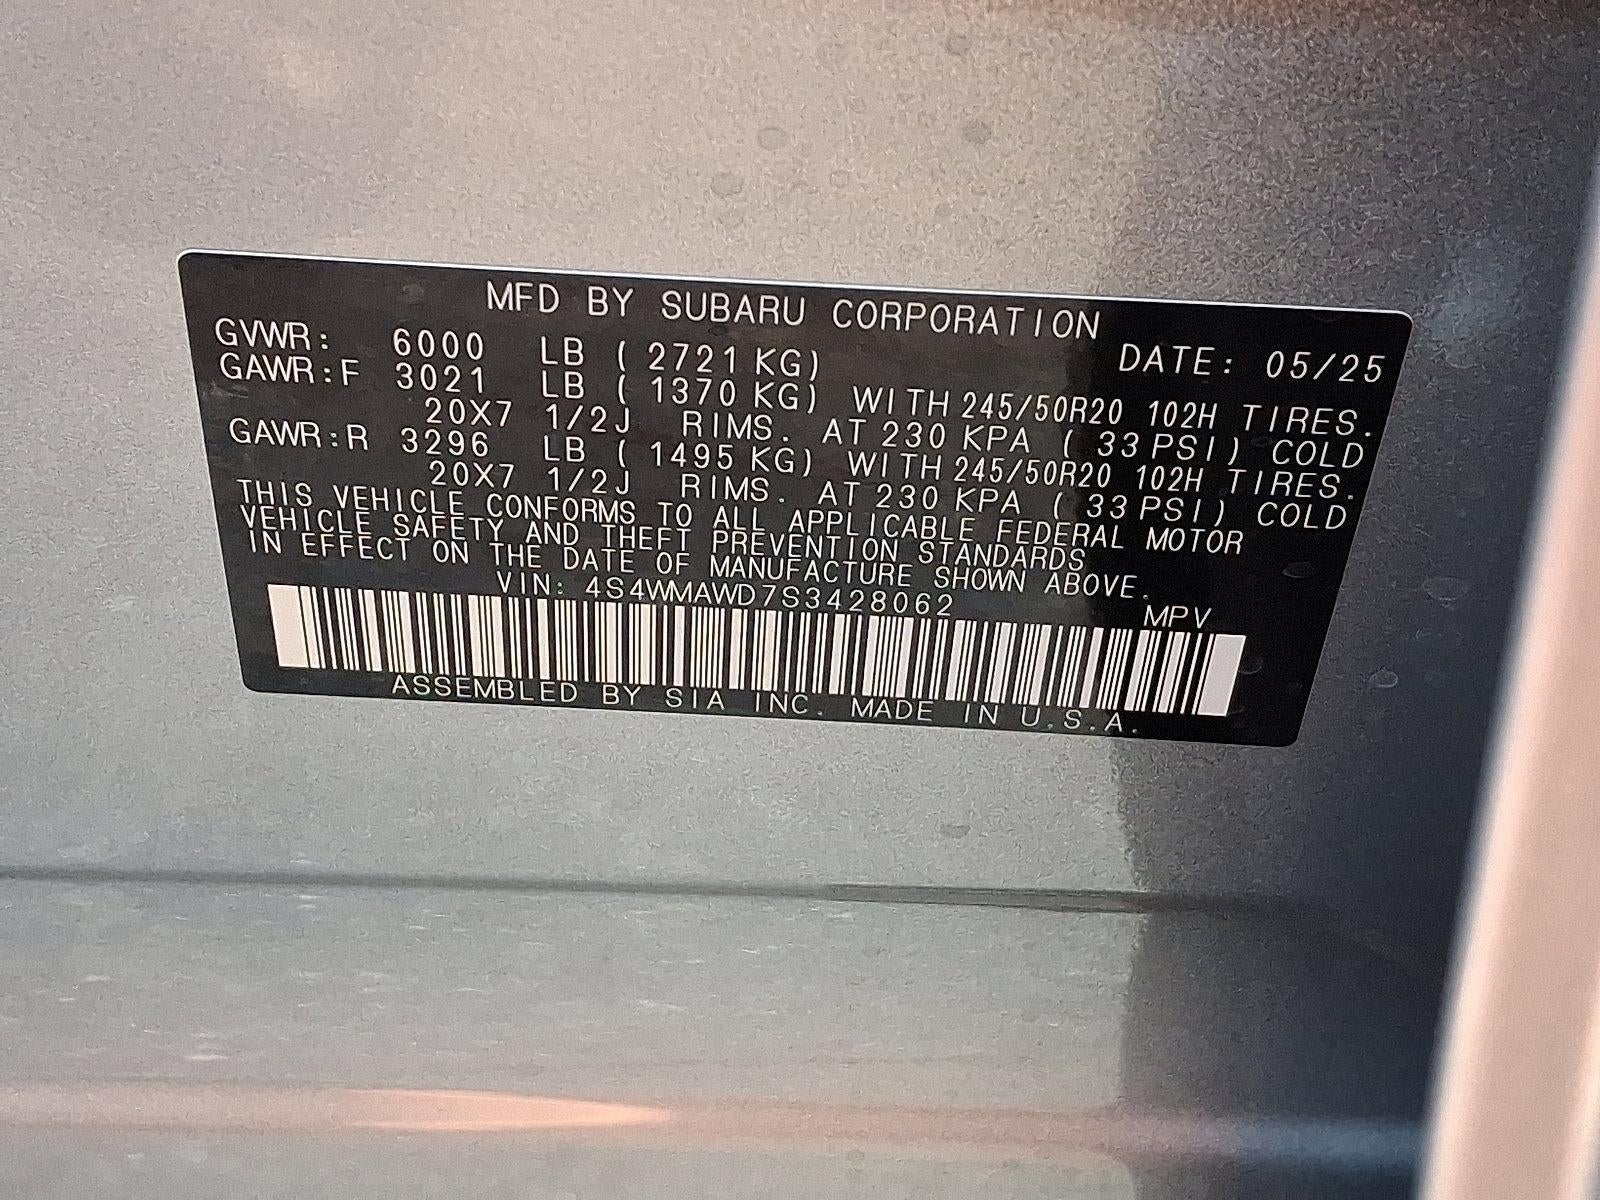 MFD BY SUBARU CORPORATION
GVWR: 6000 LB ( 2721 KG) DATE: 05/25
GAWR:F 3021 LB ( 1370 KG) WITH 245/50R20 102H TIRES.
20X7 1/2J RIMS. AT 230 KPA ( 33 PSI) COLD
GAWR:R 3296 LB ( 1495 KG) WITH 245/50R20 102H TIRES.
20X7 1/2J RIMS. AT 230 KPA ( 33 PSI) COLD
THIS VEHICLE CONFORMS TO ALL APPLICABLE FEDERAL MOTOR
VEHICLE SAFETY AND THEFT PREVENTION STANDARDS
IN EFFECT ON THE DATE OF MANUFACTURE SHOWN ABOVE.
VIN: 4S4WMAWD7S3428062 MPV
ASSEMBLED BY SIA INC. MADE IN U.S.A.